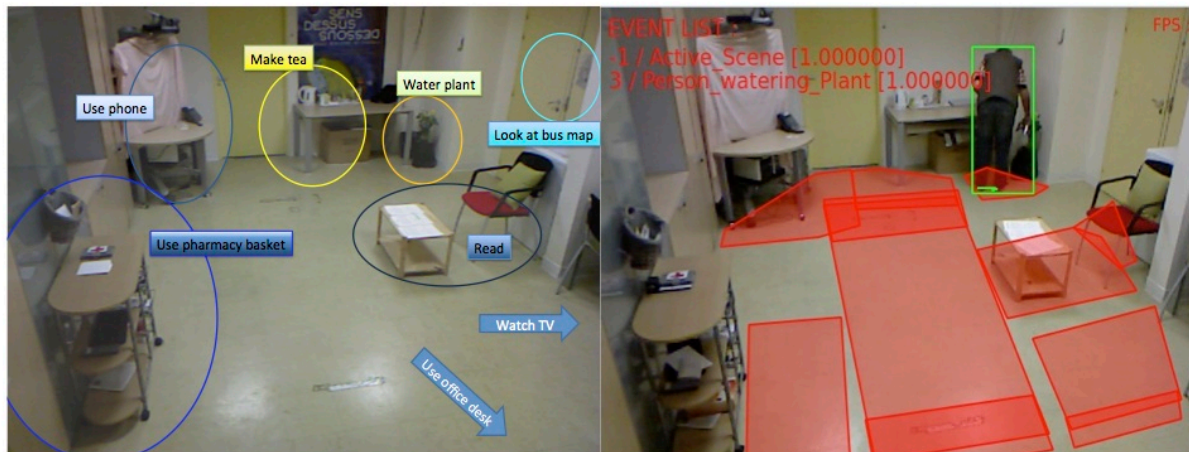 SENS
DESSUS
DESSOUS
Make tea
Water plant
Use phone
Look at bus map
Use pharmacy basket
Read
Watch TV
Use office desk
EVENT LIST :
-1 / Active_Scene [1.000000]
3 / Person_watering_Plant [1.000000]
FPS